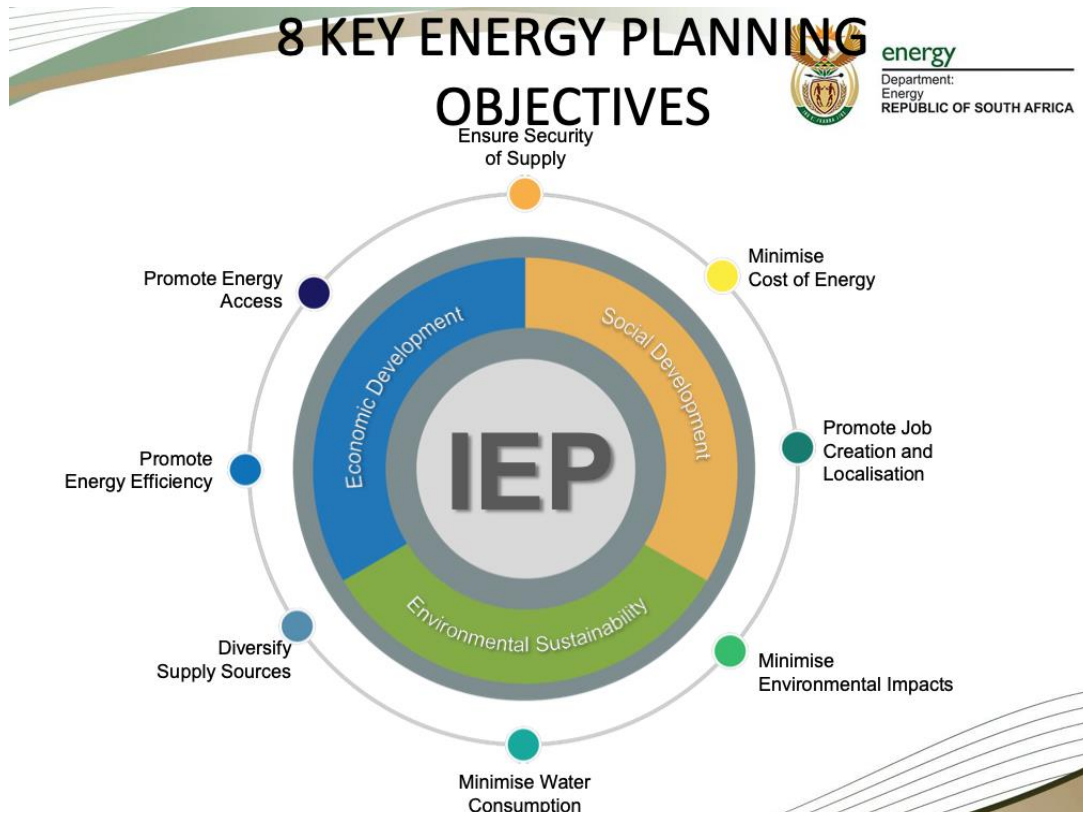 8 KEY ENERGY PLANNING
OBJECTIVES
energy
Department:
Energy
REPUBLIC OF SOUTH AFRICA
Ensure Security
of Supply
Minimise
Cost of Energy
Promote Job
Creation and
Localisation
Minimise
Environmental Impacts
Minimise Water
Consumption
Diversify
Supply Sources
Promote
Energy Efficiency
Promote Energy
Access
Economic Development
Social Development
Environmental Sustainability
IEP